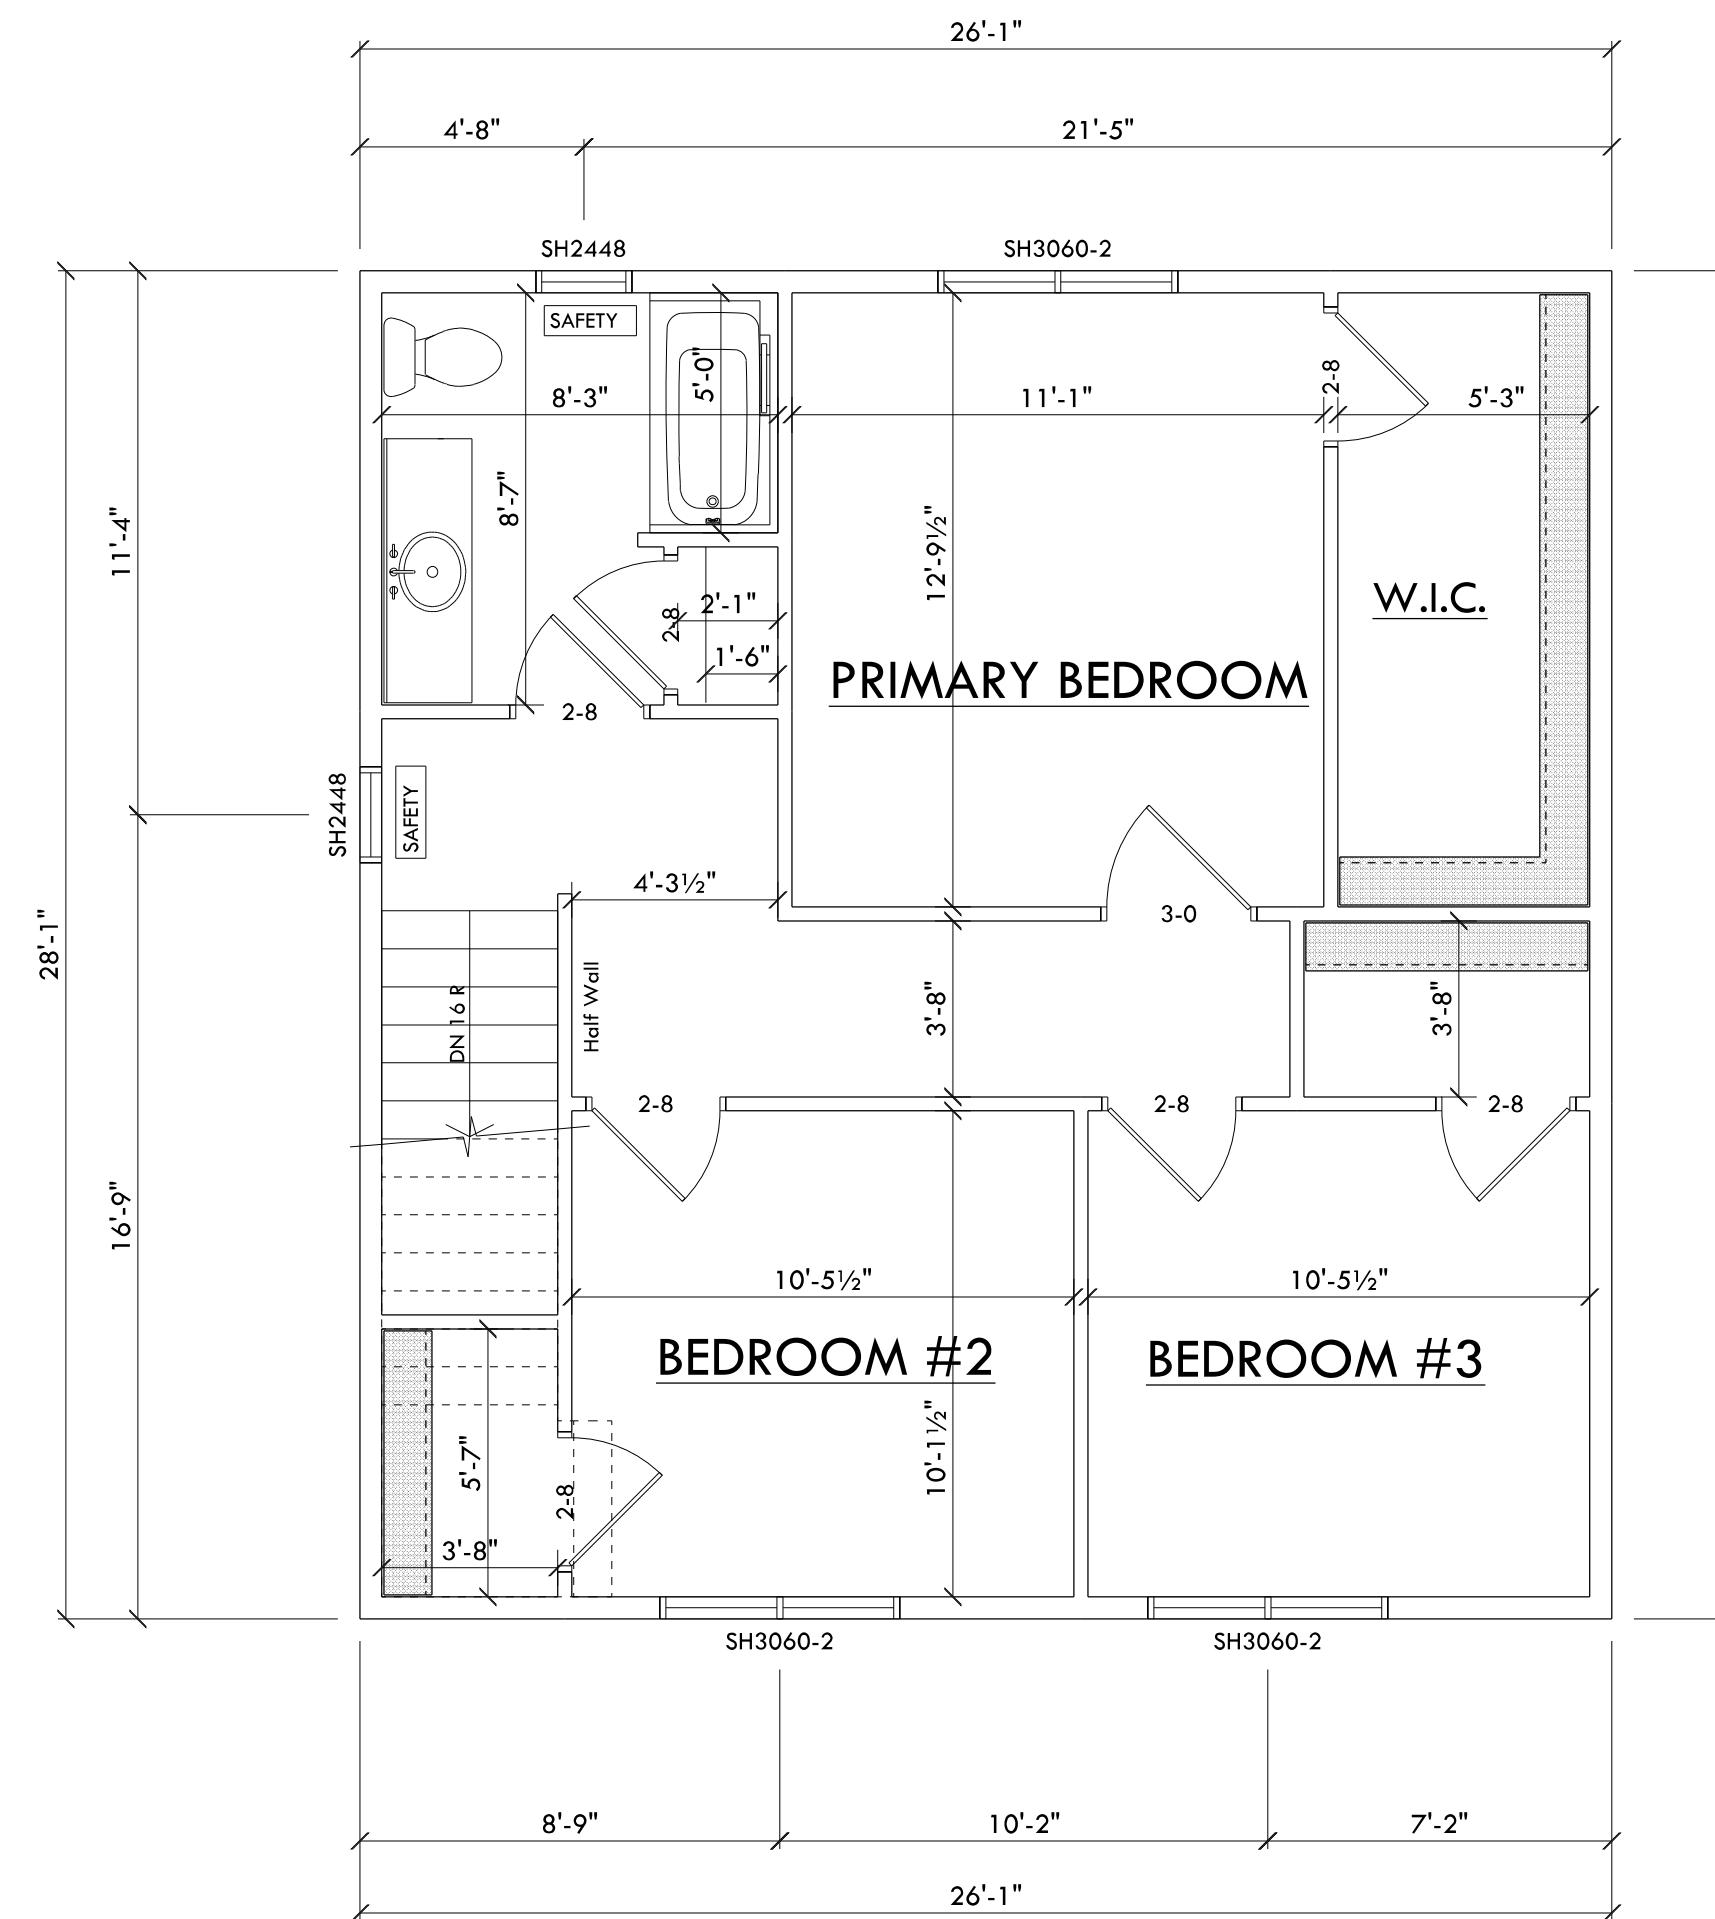 26'-1"
4'-8"
21'-5"
SH2448
SH3060-2
SAFETY
5'-0"
8'-3"
11'-1"
2-8
5'-3"
8'-7"
11'-4"
12'-9½"
W.I.C.
2'-1"
2-8
1'-6"
PRIMARY BEDROOM
2-8
SH2448
SAFETY
4'-3½"
3-0
28'-1"
DN 16 R
Half Wall
3'-8"
3'-8"
2-8
2-8
2-8
16'-9"
10'-5½"
10'-5½"
BEDROOM #2
BEDROOM #3
10'-1½"
5'-7"
2-8
3'-8"
SH3060-2
SH3060-2
8'-9"
10'-2"
7'-2"
26'-1"